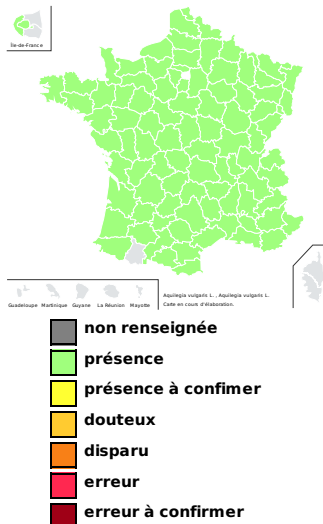 Île-de-France
Guadeloupe Martinique Guyane La Réunion Mayotte
Aquilegia vulgaris L. , Aquilegia vulgaris L.
Carte en cours d'élaboration.
non renseignée
présence
présence à confimer
douteux
disparu
erreur
erreur à confirmer